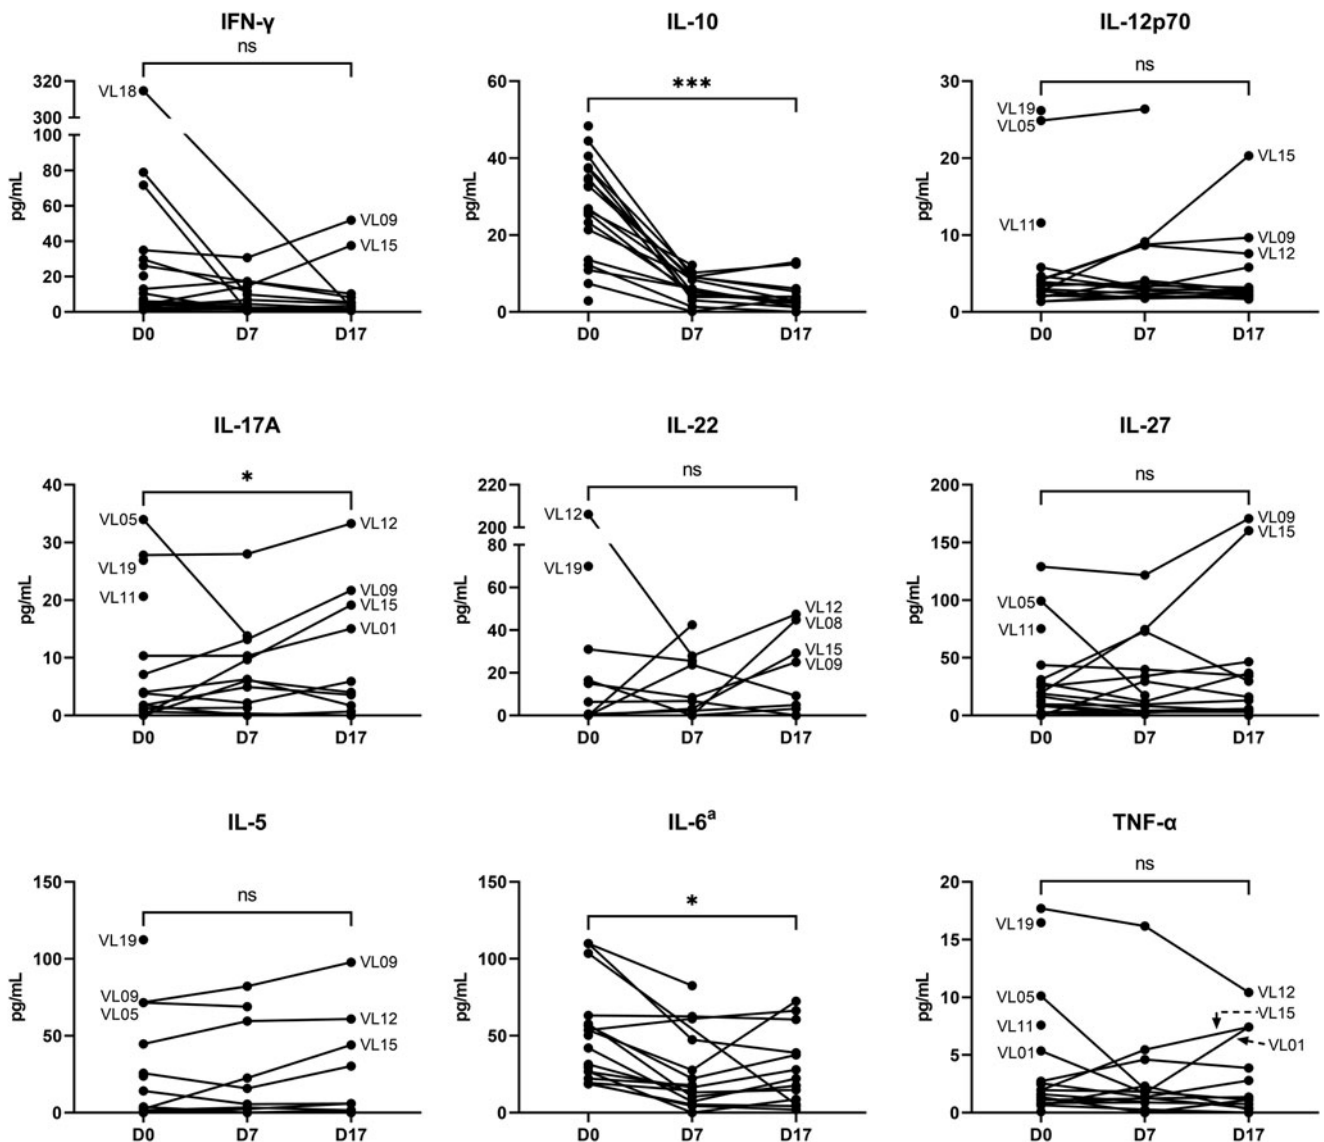 IFN-γ
ns
pg/mL
320
300
100
80
60
40
20
0
VL18
VL09
VL15
D0 D7 D17
IL-10
***
pg/mL
60
40
20
0
D0 D7 D17
IL-12p70
ns
pg/mL
30
20
10
0
VL19
VL05
VL11
VL15
VL09
VL12
D0 D7 D17
IL-17A
*
pg/mL
40
30
20
10
0
VL05
VL19
VL11
VL12
VL09
VL15
VL01
D0 D7 D17
IL-22
ns
pg/mL
220
200
80
60
40
20
0
VL12
VL19
VL12
VL08
VL15
VL09
D0 D7 D17
IL-27
ns
pg/mL
200
150
100
50
0
VL05
VL11
VL09
VL15
D0 D7 D17
IL-5
ns
pg/mL
150
100
50
0
VL19
VL09
VL05
VL09
VL12
VL15
D0 D7 D17
IL-6ª
*
pg/mL
150
100
50
0
D0 D7 D17
TNF-α
ns
pg/mL
20
15
10
5
0
VL19
VL05
VL11
VL01
VL12
VL15
VL01
D0 D7 D17